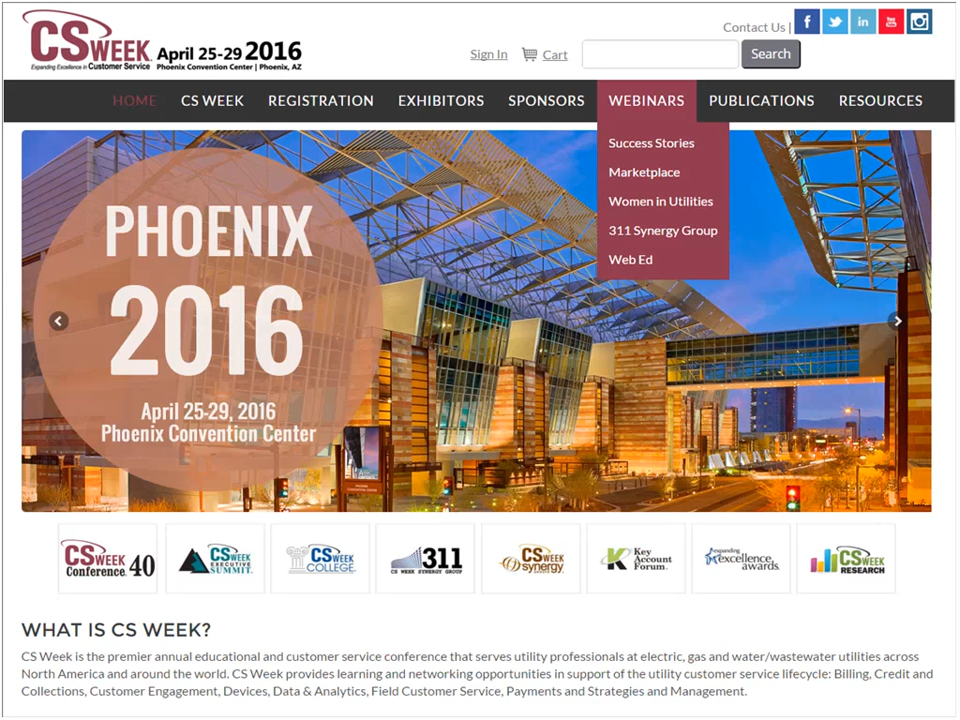 CS WEEK April 25-29 2016
Expanding Excellence in Customer Service Phoenix Convention Center | Phoenix, AZ
Contact Us |
Sign In Cart Search
HOME CS WEEK REGISTRATION EXHIBITORS SPONSORS WEBINARS PUBLICATIONS RESOURCES
Success Stories
Marketplace
Women in Utilities
311 Synergy Group
Web Ed
PHOENIX
2016
April 25-29, 2016
Phoenix Convention Center
CS WEEK Conference 40
CS WEEK EXECUTIVE SUMMIT
CS WEEK COLLEGE
311 CS WEEK SYNERGY GROUP
CS WEEK synergy
Key Account Forum
expanding excellence awards
CS WEEK RESEARCH
WHAT IS CS WEEK?
CS Week is the premier annual educational and customer service conference that serves utility professionals at electric, gas and water/wastewater utilities across
North America and around the world. CS Week provides learning and networking opportunities in support of the utility customer service lifecycle: Billing, Credit and
Collections, Customer Engagement, Devices, Data & Analytics, Field Customer Service, Payments and Strategies and Management.